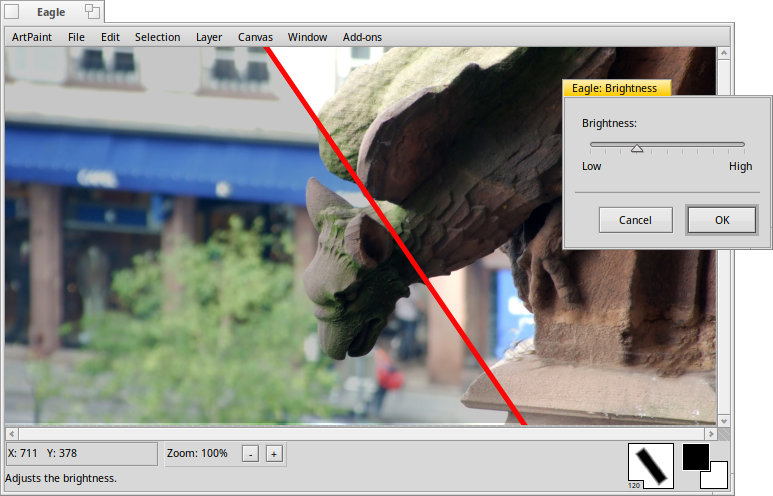 Eagle
ArtPaint File Edit Selection Layer Canvas Window Add-ons
Eagle: Brightness
Brightness:
Low High
Cancel OK
X: 711 Y: 378 Zoom: 100% - +
120
Adjusts the brightness.